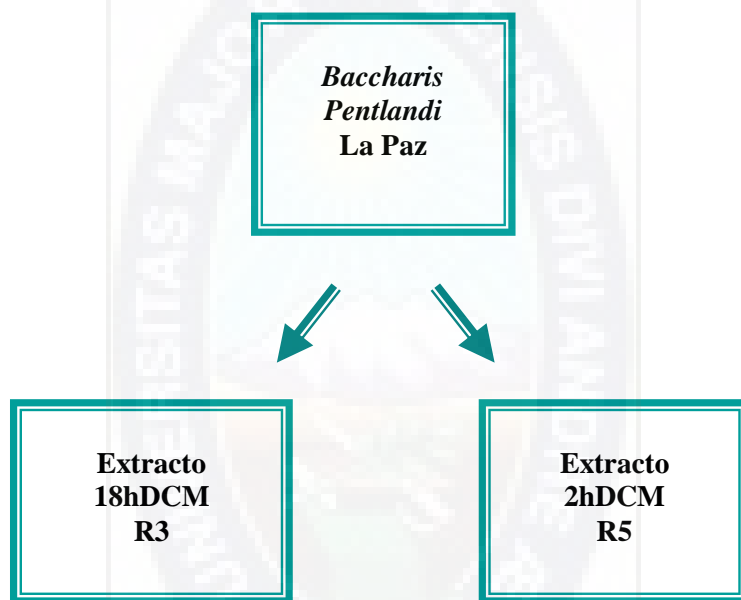 Baccharis
Pentlandi
La Paz
Extracto
18hDCM
R3
Extracto
2hDCM
R5